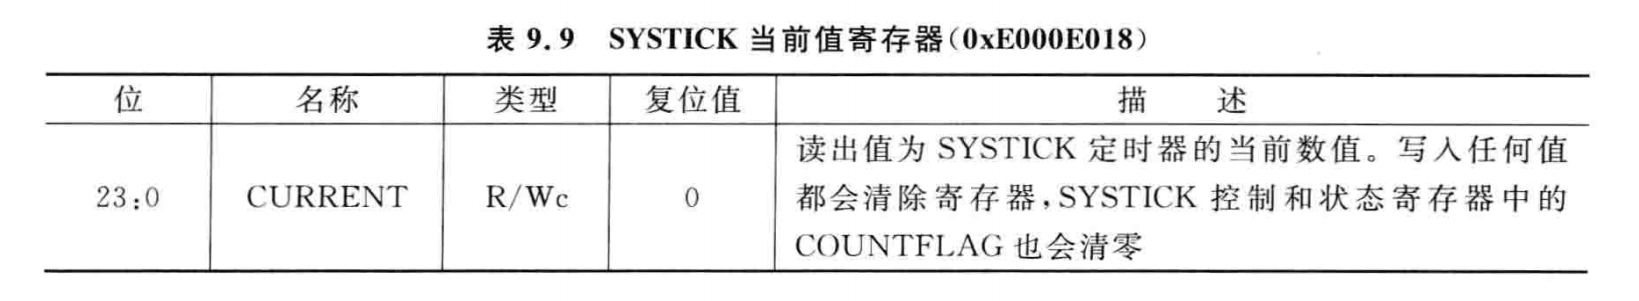 表 9.9 SYSTICK 当前值寄存器(0xE000E018)
位 名称 类型 复位值 描 述
读出值为 SYSTICK 定时器的当前数值。写入任何值
23:0 CURRENT R/Wc 0 都会清除寄存器,SYSTICK 控制和状态寄存器中的
COUNTFLAG 也会清零